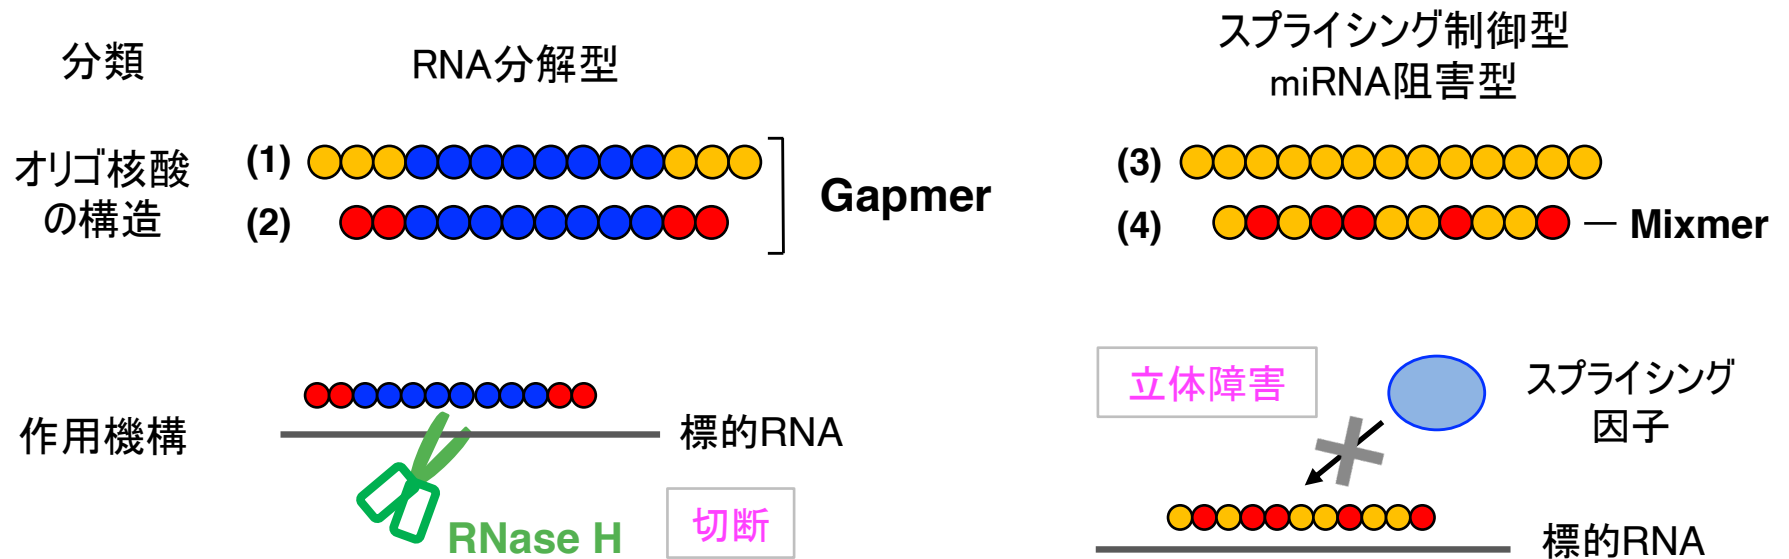 分類
RNA分解型
スプライシング制御型
miRNA阻害型
オリゴ核酸
の構造
(1)
(2)
Gapmer
(3)
(4)
Mixmer
作用機構
標的RNA
RNase H
切断
立体障害
スプライシング
因子
標的RNA